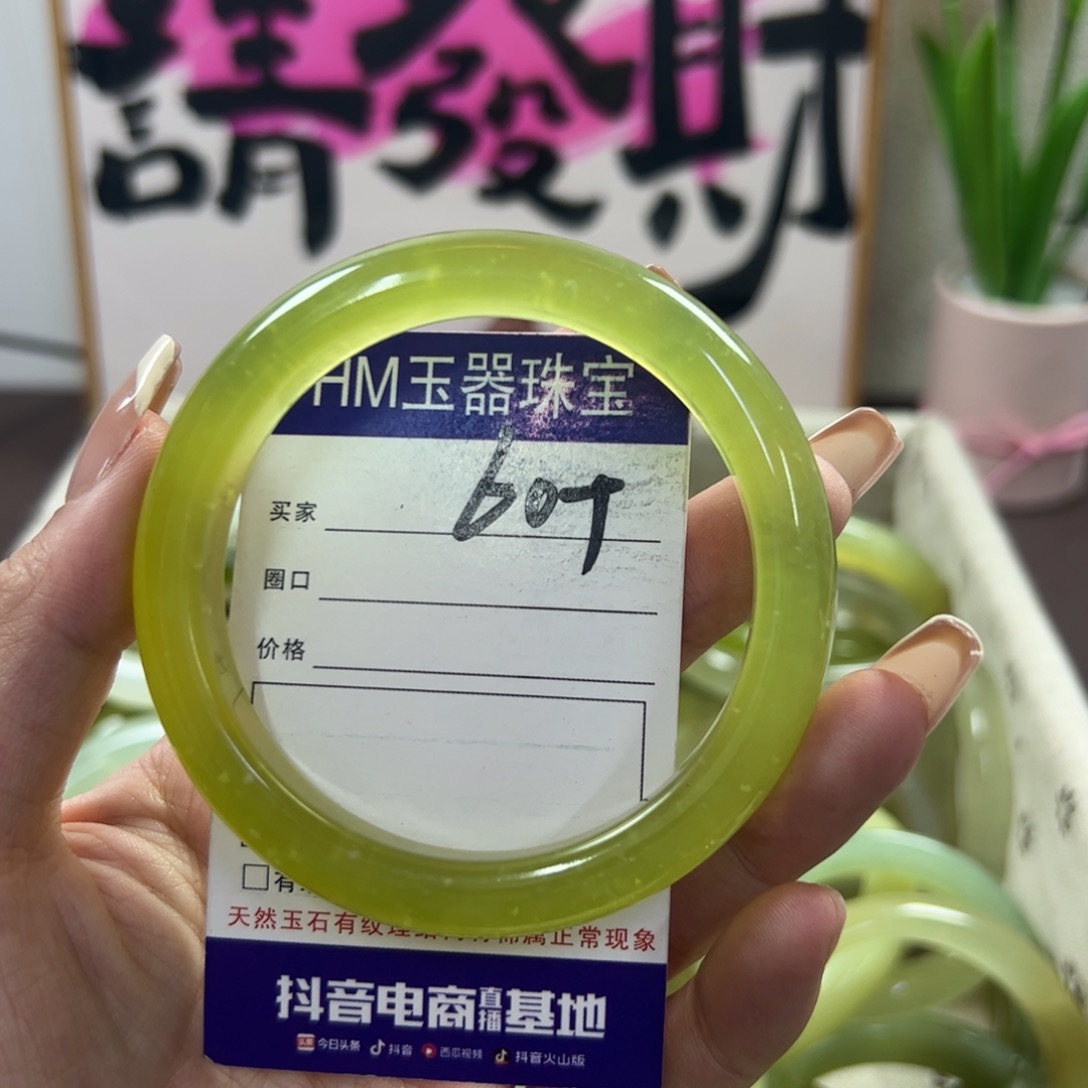 請發財
HM玉器珠宝
60+
买家
圈口
价格
天然玉石有纹理
正常现象
抖音电商直播基地
今日头条 抖音 西瓜视频 抖音火山版